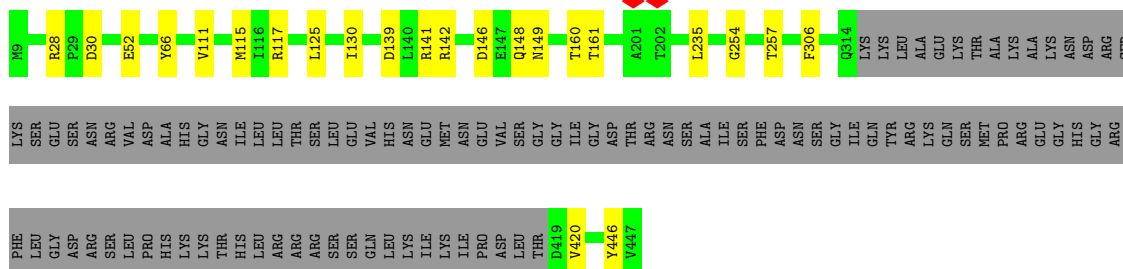 M9 R28 P29 D30 E52 Y66 V111 M115 I116 R117 L125 I130 D139 L140 R141 R142 D146 E147 Q148 N149 T160 T161 A201 T202 L235 G254 T257 F306 Q314 LYS LYS LEU ALA GLU LYS THR ALA LYS ALA LYS ASN ASP ARG
LYS SER GLU SER ASN ARG VAL ASP ALA HIS GLY ASN ILE LEU LEU THR SER LEU GLU VAL HIS ASN GLU MET ASN GLU VAL SER GLY GLY ILE GLY ASP THR ARG ASN SER ALA ILE SER PHE ASP ASN SER GLY ILE GLN TYR ARG LYS GLN SER MET PRO ARG GLU GLY HIS GLY ARG
PHE LEU GLY ASP ARG SER LEU PRO HIS LYS LYS THR HIS LEU ARG ARG ARG SER SER GLN LEU LYS ILE LYS ILE PRO ASP LEU THR D419 V420 Y446 V447